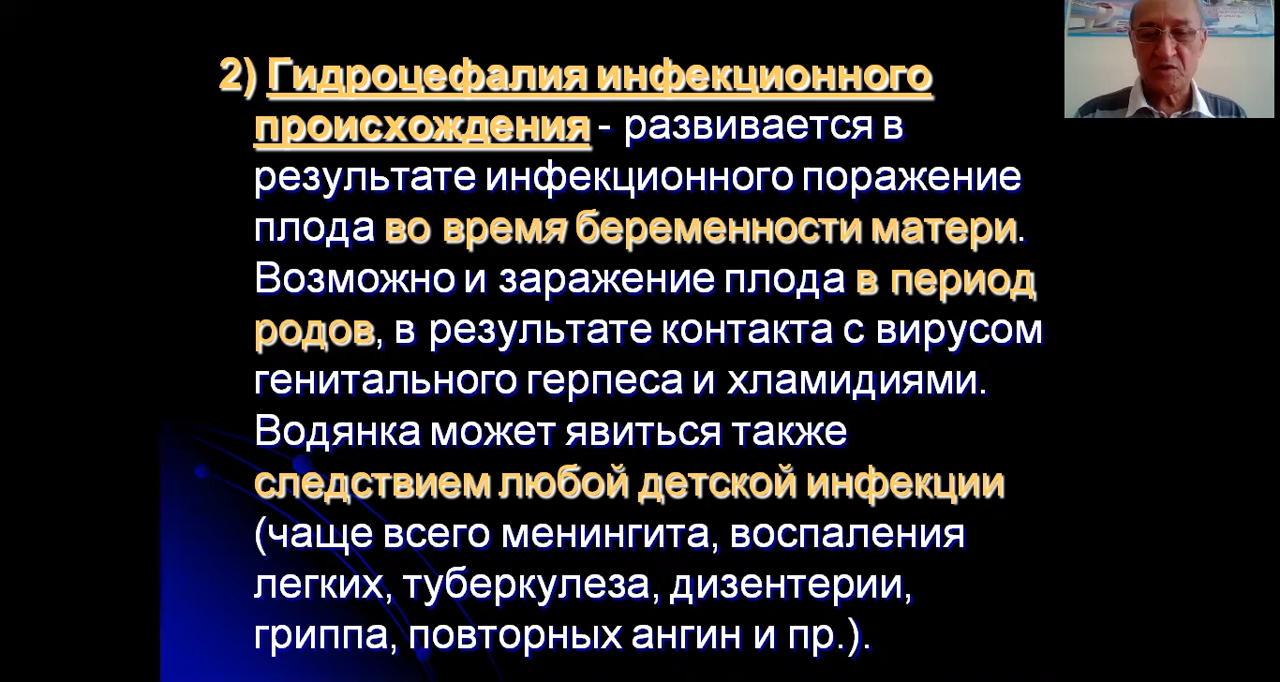 2) Гидроцефалия инфекционного
происхождения - развивается в
результате инфекционного поражение
плода во время беременности матери.
Возможно и заражение плода в период
родов, в результате контакта с вирусом
генитального герпеса и хламидиями.
Водянка может явиться также
следствием любой детской инфекции
(чаще всего менингита, воспаления
легких, туберкулеза, дизентерии,
гриппа, повторных ангин и пр.).